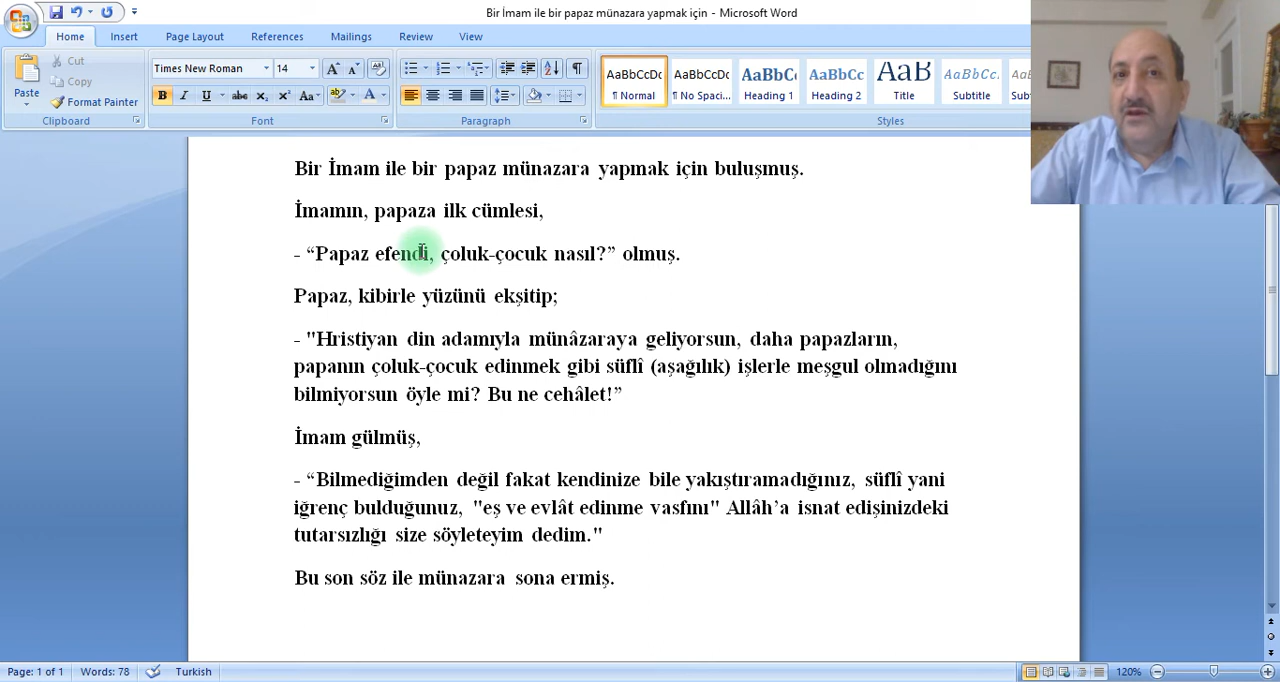 Bir İmam ile bir papaz münazara yapmak için - Microsoft Word
Home Insert Page Layout References Mailings Review View
Paste
Cut
Copy
Format Painter
Clipboard
Times New Roman 14
Font
Paragraph
AaBbCcDc AaBbCcDc AaBbC AaBbCc AaB AaBbCc. Aa
¶ Normal ¶ No Spaci... Heading 1 Heading 2 Title Subtitle Sub
Styles
Bir İmam ile bir papaz münazara yapmak için buluşmuş.
İmamın, papaza ilk cümlesi,
- “Papaz efendi, çoluk-çocuk nasıl?” olmuş.
Papaz, kibirle yüzünü ekşitip;
- "Hristiyan din adamıyla münâzaraya geliyorsun, daha papazların,
papanın çoluk-çocuk edinmek gibi süflî (aşağılık) işlerle meşgul olmadığını
bilmiyorsun öyle mi? Bu ne cehâlet!”
İmam gülmüş,
- “Bilmediğimden değil fakat kendinize bile yakıştıramadığınız, süflî yani
iğrenç bulduğunuz, "eş ve evlât edinme vasfını" Allâh’a isnat edişinizdeki
tutarsızlığı size söyleteyim dedim."
Bu son söz ile münazara sona ermiş.
Page: 1 of 1 Words: 78 Turkish 120%